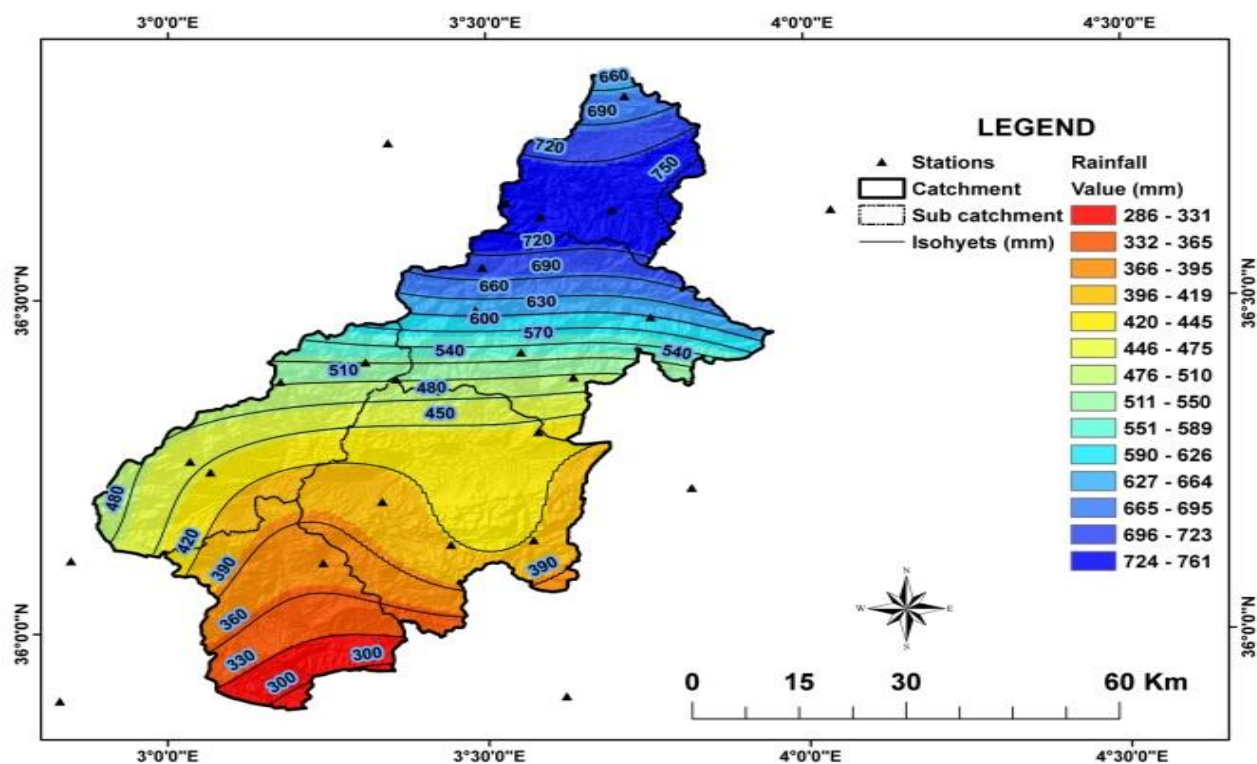 3°0'0"E 3°30'0"E 4°0'0"E 4°30'0"E
36°30'0"N
36°0'0"N
660
690
720
750
720
690
660
630
600
570
540
540
510
480
450
480
420
390
390
360
330
300
300
LEGEND
Stations
Catchment
Sub catchment
Isohyets (mm)
Rainfall
Value (mm)
286 - 331
332 - 365
366 - 395
396 - 419
420 - 445
446 - 475
476 - 510
511 - 550
551 - 589
590 - 626
627 - 664
665 - 695
696 - 723
724 - 761
36°30'0"N
36°0'0"N
N
W E
S
0 15 30 60 Km
3°0'0"E 3°30'0"E 4°0'0"E 4°30'0"E